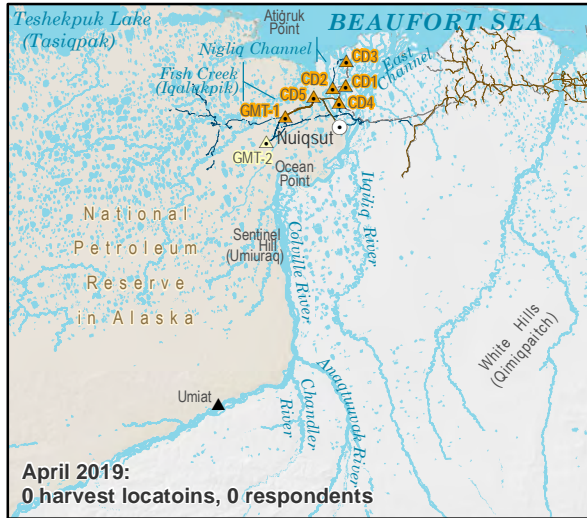 Teshekpuk Lake
(Tasiqpak)
Atigruk
Point
BEAUFORT SEA
Nigliq Channel
CD3
East
Channel
Fish Creek
(Iqalukpik)
CD2
CD1
CD5
CD4
GMT-1
Nuiqsut
GMT-2
Ocean
Point
Itqiliq River
National
Petroleum
Reserve
in Alaska
Sentinel
Hill
(Umiuraq)
Colville River
White Hills
(Qimiqpaitch)
Umiat
Chandler
River
Anaqtuuvak River
April 2019:
0 harvest locatoins, 0 respondents